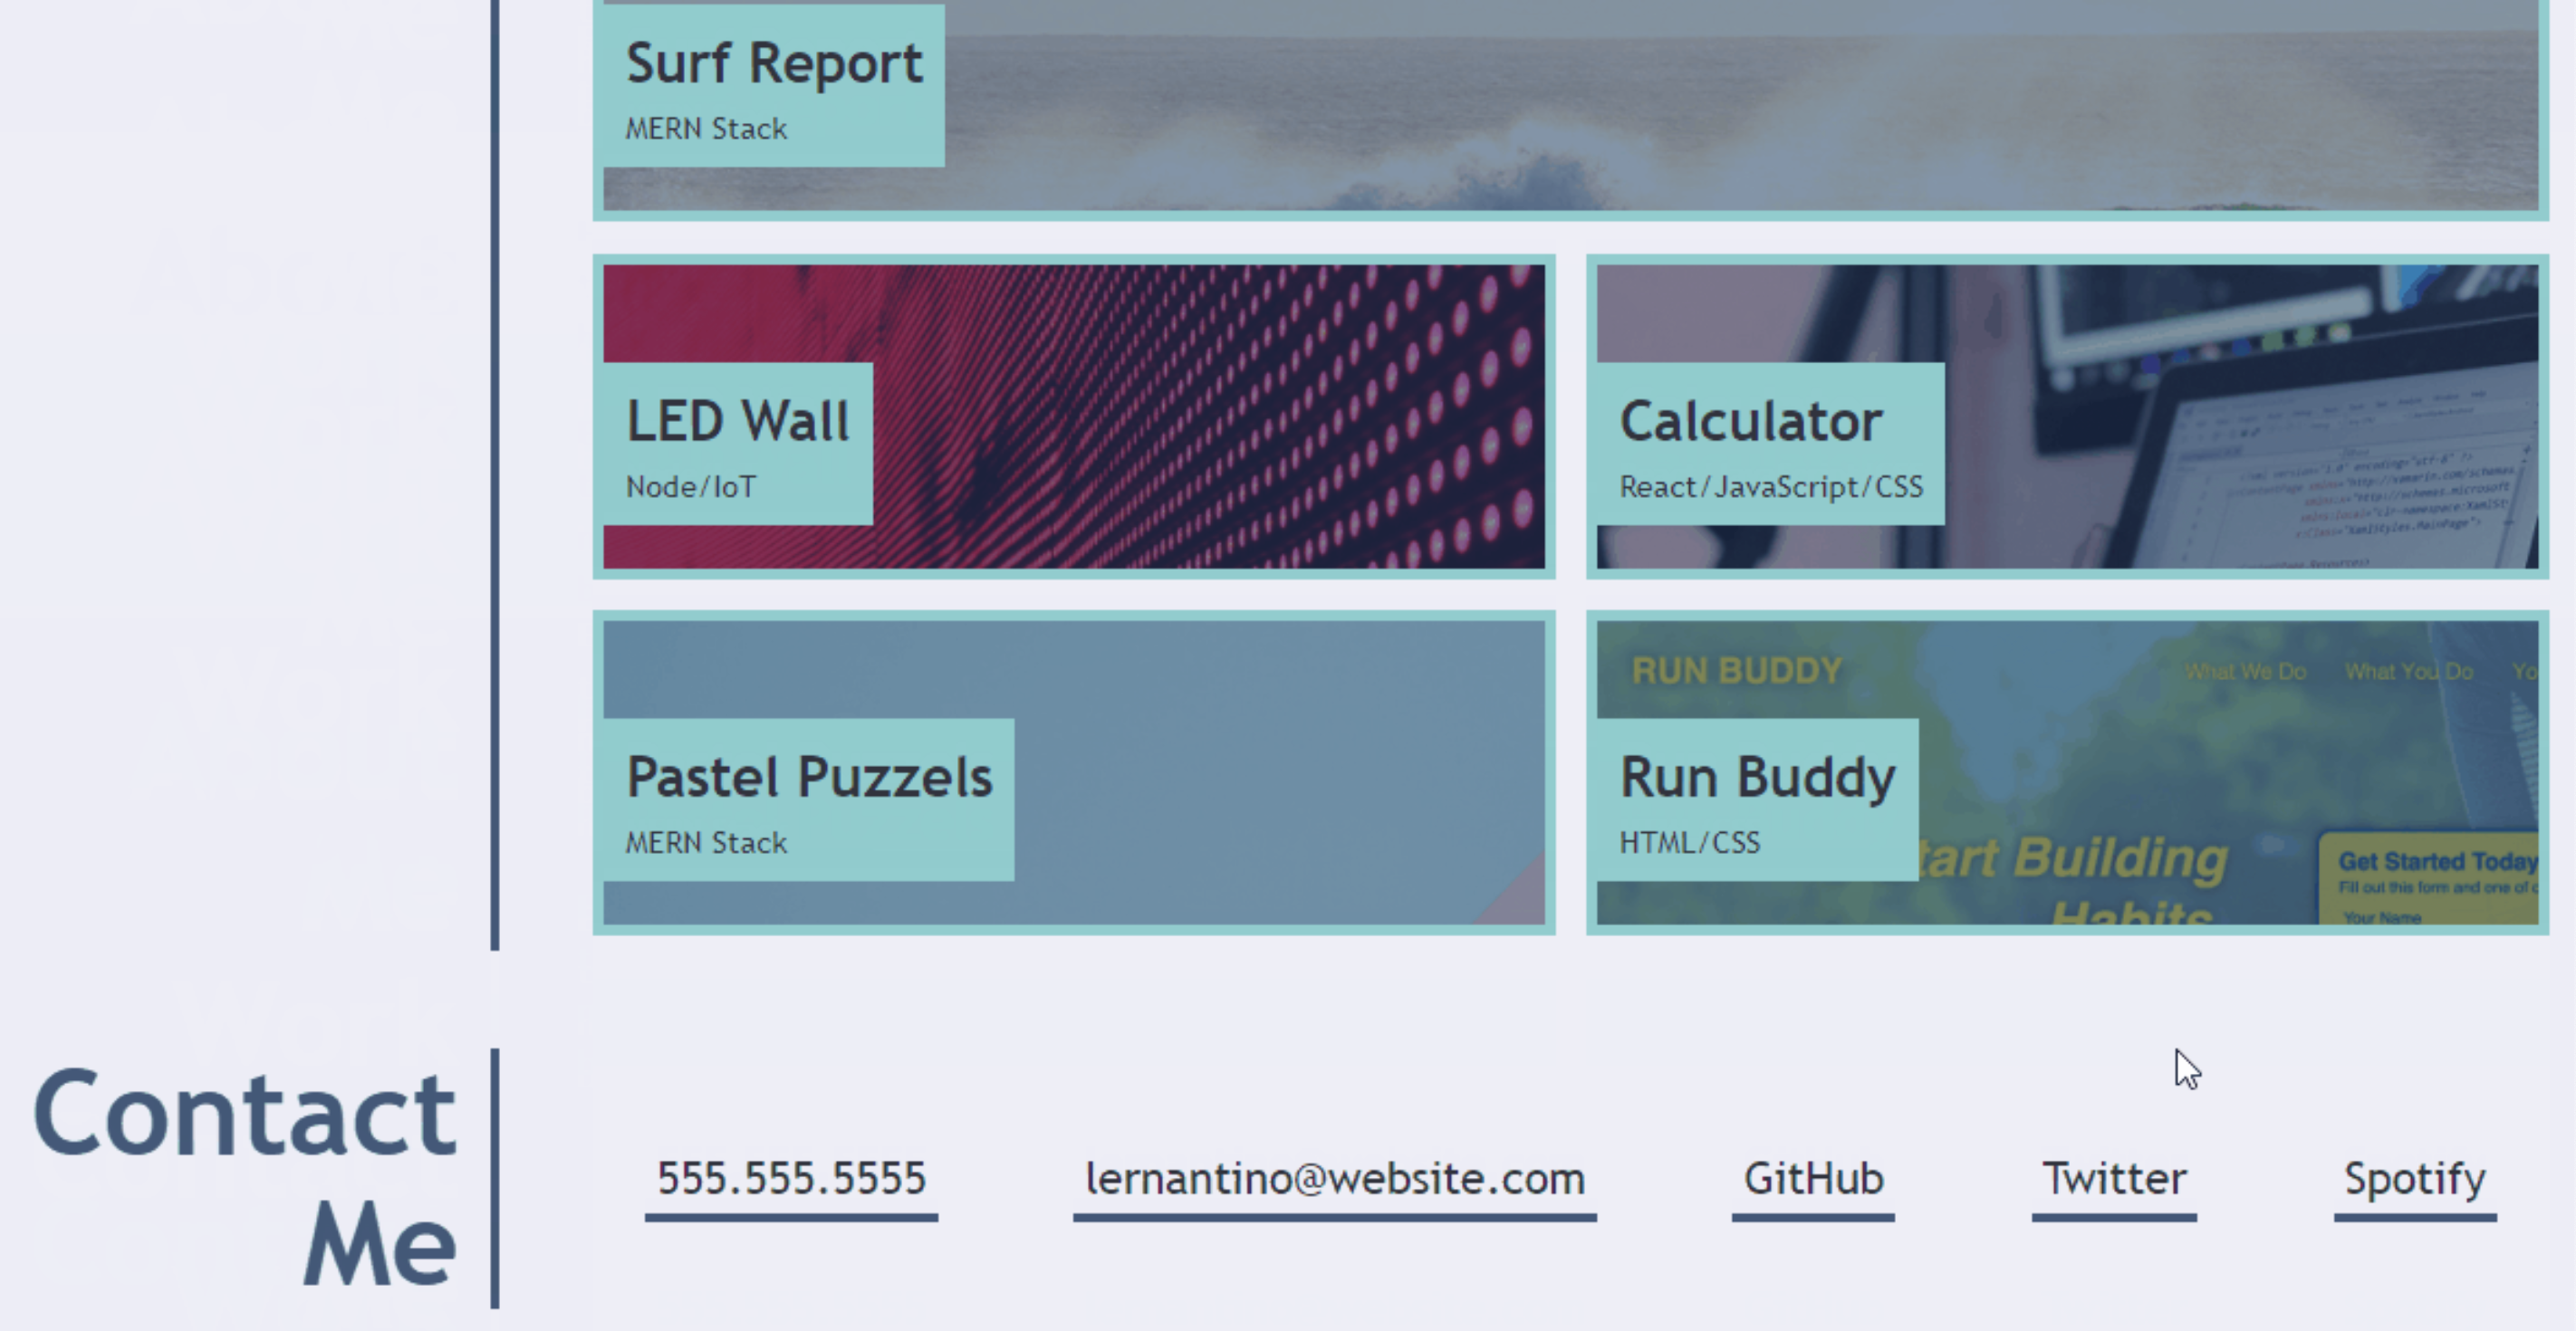 Surf Report
MERN Stack
LED Wall
Node/IoT
Calculator
React/JavaScript/CSS
Pastel Puzzels
MERN Stack
RUN BUDDY
What We Do
What You Do
Yo
Run Buddy
HTML/CSS
tart Building
Habits
Get Started Today
Fill out this form and one of
Your Name
Contact
Me
555.555.5555
lernantino@website.com
GitHub
Twitter
Spotify